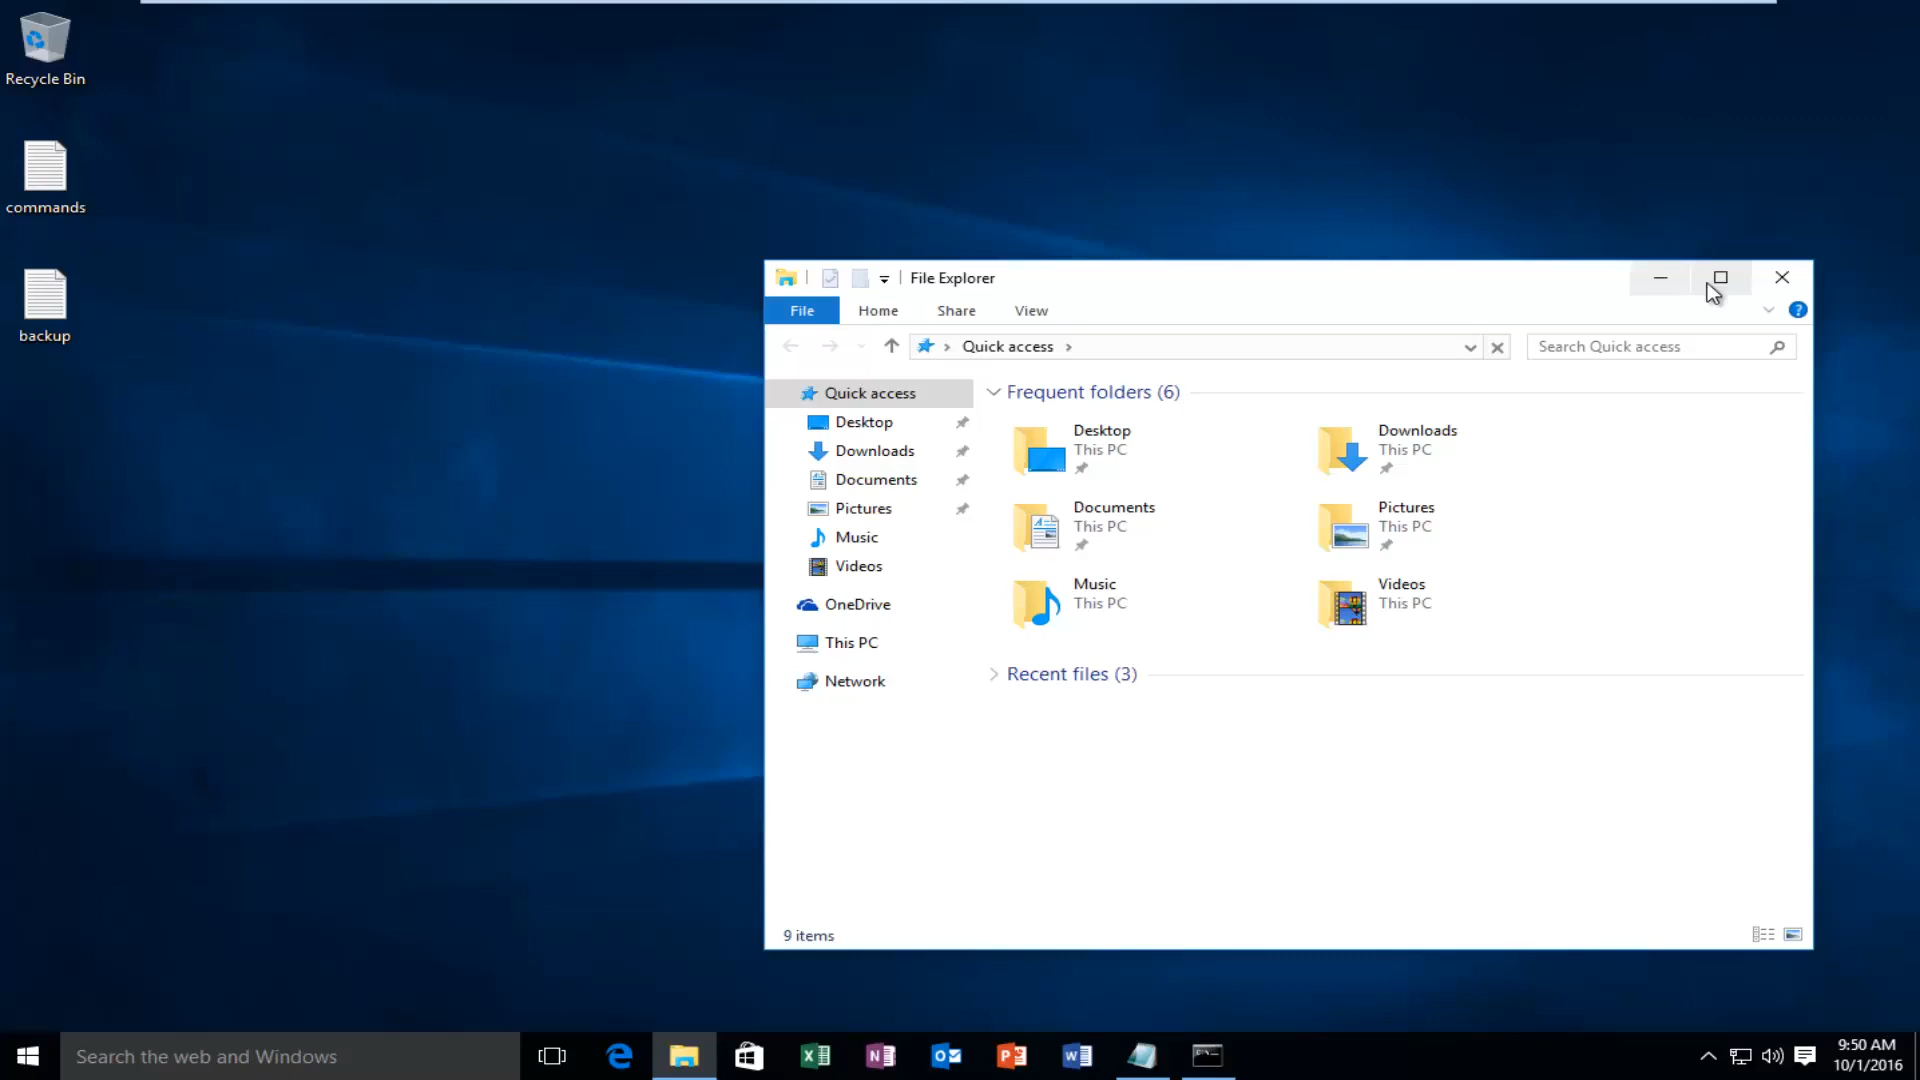 Recycle Bin
commands
backup
File Explorer
File Home Share View
Quick access
Search Quick access
Quick access
Desktop
Downloads
Documents
Pictures
Music
Videos
OneDrive
This PC
Network
Frequent folders (6)
Desktop
This PC
Downloads
This PC
Documents
This PC
Pictures
This PC
Music
This PC
Videos
This PC
Recent files (3)
9 items
Search the web and Windows
9:50 AM
10/1/2016